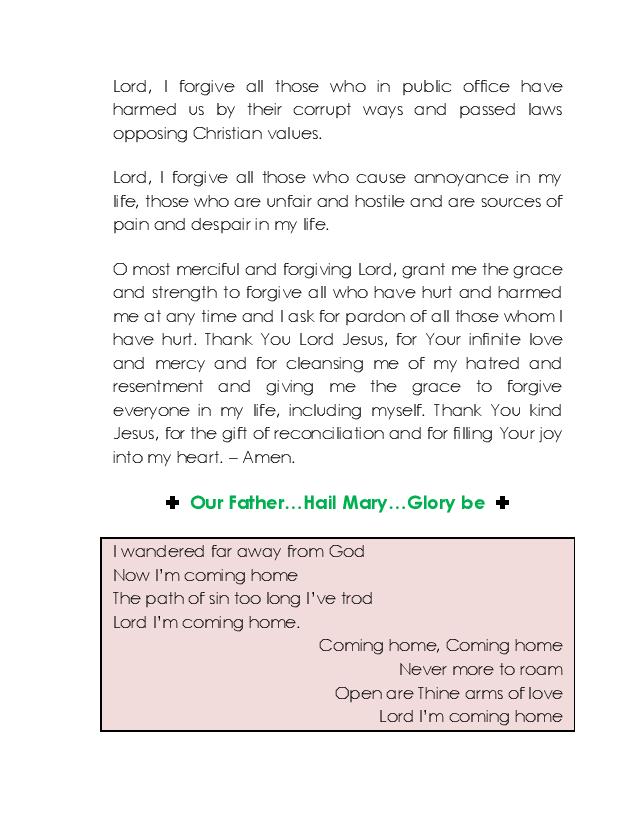 Lord, I forgive all those who in public office have
harmed us by their corrupt ways and passed laws
opposing Christian values.
Lord, I forgive all those who cause annoyance in my
life, those who are unfair and hostile and are sources of
pain and despair in my life.
O most merciful and forgiving Lord, grant me the grace
and strength to forgive all who have hurt and harmed
me at any time and I ask for pardon of all those whom I
have hurt. Thank You Lord Jesus, for Your infinite love
and mercy and for cleansing me of my hatred and
resentment and giving me the grace to forgive
everyone in my life, including myself. Thank You kind
Jesus, for the gift of reconciliation and for filling Your joy
into my heart. – Amen.
✚ Our Father…Hail Mary…Glory be ✚
I wandered far away from God
Now I'm coming home
The path of sin too long I've trod
Lord I'm coming home.
Coming home, Coming home
Never more to roam
Open are Thine arms of love
Lord I'm coming home